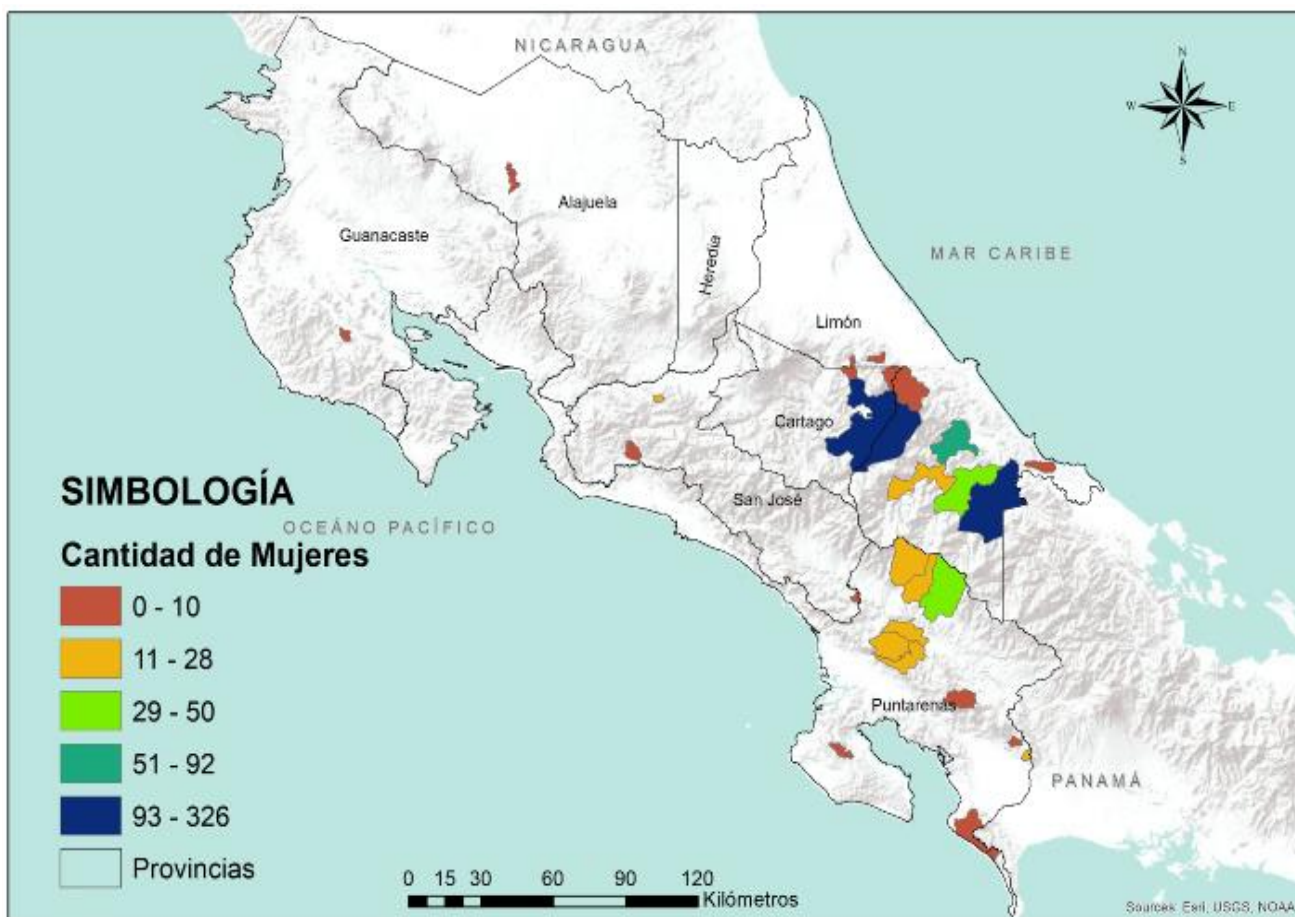 NICARAGUA
N
W E
S
Alajuela
Guanacaste
Heredia
MAR CARIBE
Limón
Cartago
San José
OCEÁNO PACÍFICO
Puntarenas
PANAMÁ
SIMBOLOGÍA
Cantidad de Mujeres
0 - 10
11 - 28
29 - 50
51 - 92
93 - 326
Provincias
0 15 30 60 90 120
Kilómetros
Sources: Esri, USGS, NOAA